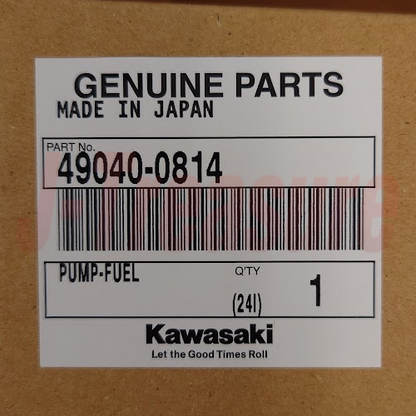 GENUINE PARTS
MADE IN JAPAN
PART No.
49040-0814
J-Treasure
PUMP-FUEL Q'TY
(24I) 1
Kawasaki
Let the Good Times Roll